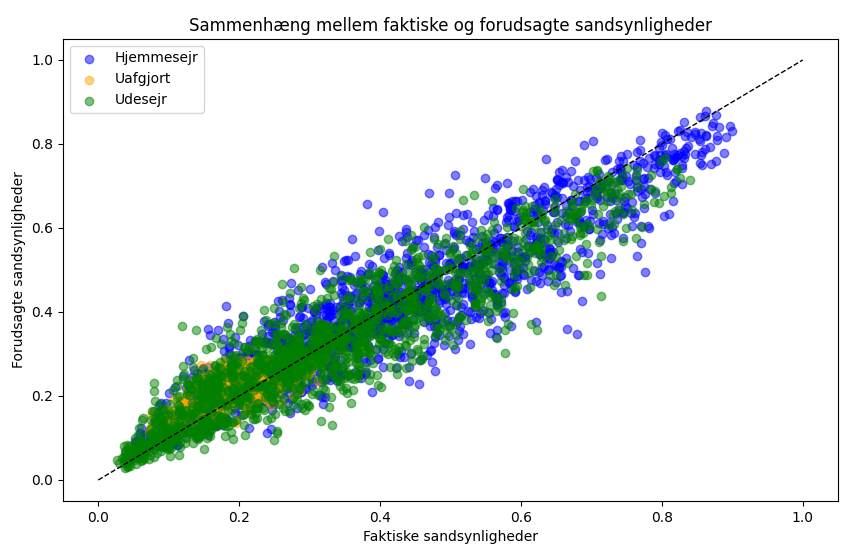 Sammenhæng mellem faktiske og forudsagte sandsynligheder
Hjemmesejr
Uafgjort
Udesejr
Forudsagte sandsynligheder
1.0
0.8
0.6
0.4
0.2
0.0
0.0 0.2 0.4 0.6 0.8 1.0
Faktiske sandsynligheder